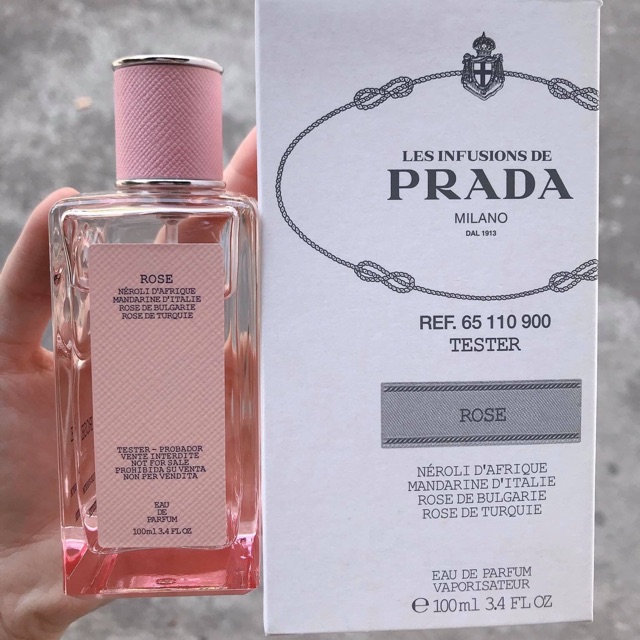 ROSE
NÉROLI D'AFRIQUE
MANDARINE D'ITALIE
ROSE DE BULGARIE
ROSE DE TURQUIE
TESTER - PROBADOR
VENTE INTERDITE
NOT FOR SALE
PROHIBIDA SU VENTA
NON PER VENDITA
EAU
DE
PARFUM
100ml 3.4 FL OZ
LES INFUSIONS DE
PRADA
MILANO
DAL 1913
REF. 65 110 900
TESTER
ROSE
NÉROLI D'AFRIQUE
MANDARINE D'ITALIE
ROSE DE BULGARIE
ROSE DE TURQUIE
EAU DE PARFUM
VAPORISATEUR
℮ 100ml 3.4 FL OZ